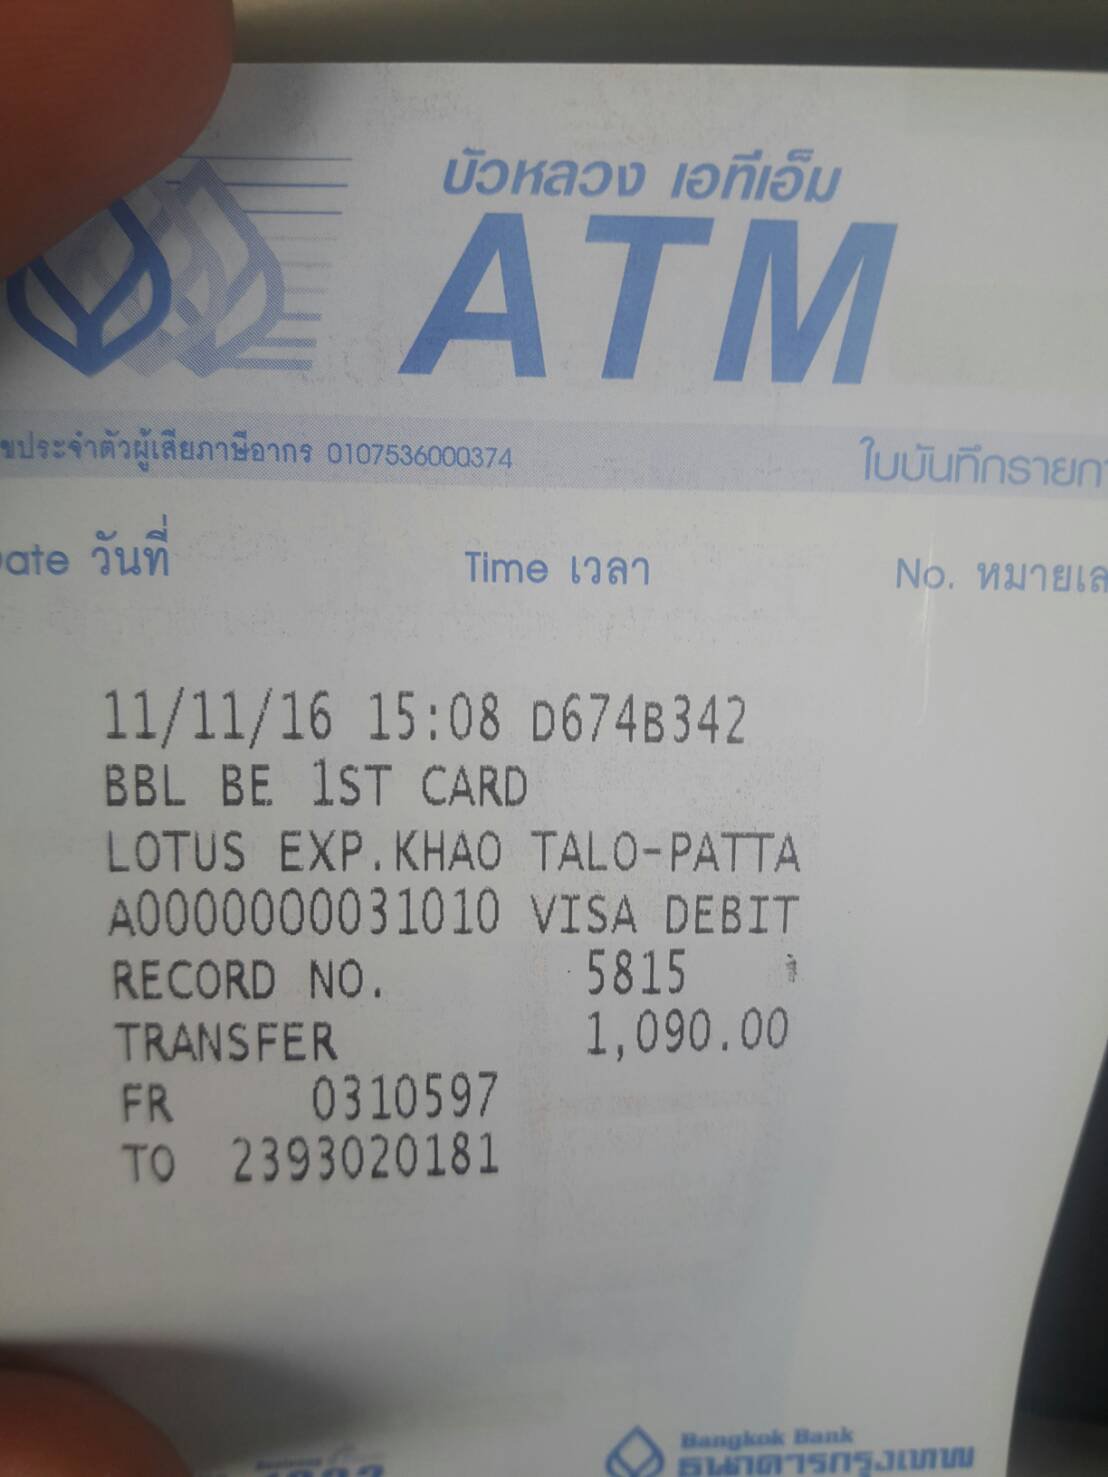 บัวหลวง เอทีเอ็ม
ATM
ขประจำตัวผู้เสียภาษีอากร 0107536000374
ใบบันทึกรายกา
ate วันที่ Time เวลา No. หมายเล
11/11/16 15:08 D674B342
BBL BE 1ST CARD
LOTUS EXP.KHAO TALO-PATTA
A0000000031010 VISA DEBIT
RECORD NO. 5815
TRANSFER 1,090.00
FR 0310597
TO 2393020181
Bangkok Bank
ธนาคารกรุงเทพ